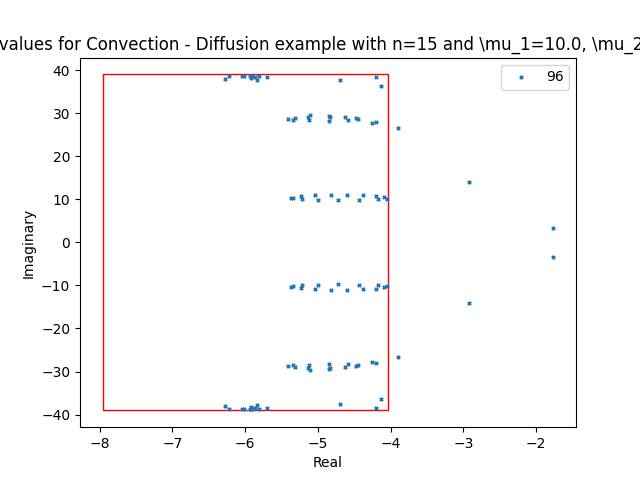 values for Convection - Diffusion example with n=15 and \mu_1=10.0, \mu_2
96
40
30
20
10
0
−10
−20
−30
−40
Imaginary
−8 −7 −6 −5 −4 −3 −2
Real